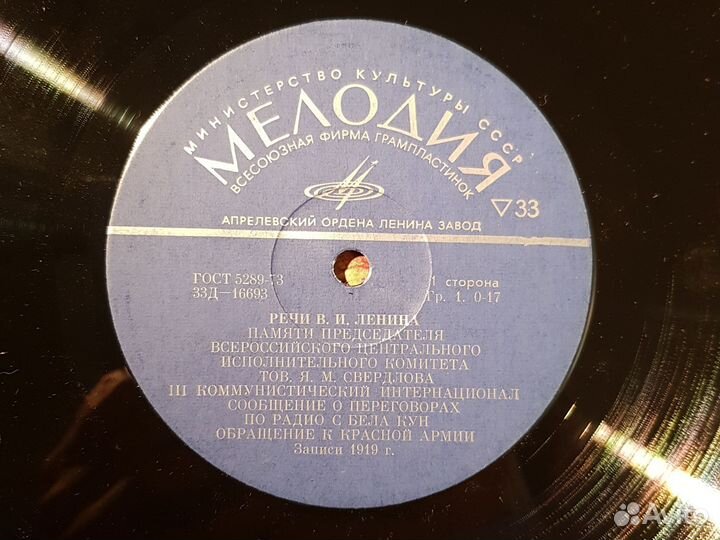 МИНИСТЕРСТВО КУЛЬТУРЫ СССР
МЕЛОДИЯ
ВСЕСОЮЗНАЯ ФИРМА ГРАМПЛАСТИНОК
▽33
АПРЕЛЕВСКИЙ ОРДЕНА ЛЕНИНА ЗАВОД
ГОСТ 5289-73
33Д—16693
1 сторона
Гр. 1. 0-17
РЕЧИ В. И. ЛЕНИНА
ПАМЯТИ ПРЕДСЕДАТЕЛЯ
ВСЕРОССИЙСКОГО ЦЕНТРАЛЬНОГО
ИСПОЛНИТЕЛЬНОГО КОМИТЕТА
ТОВ. Я. М. СВЕРДЛОВА
III КОММУНИСТИЧЕСКИЙ ИНТЕРНАЦИОНАЛ
СООБЩЕНИЕ О ПЕРЕГОВОРАХ
ПО РАДИО С БЕЛА КУН
ОБРАЩЕНИЕ К КРАСНОЙ АРМИИ
Записи 1919 г.
Avito